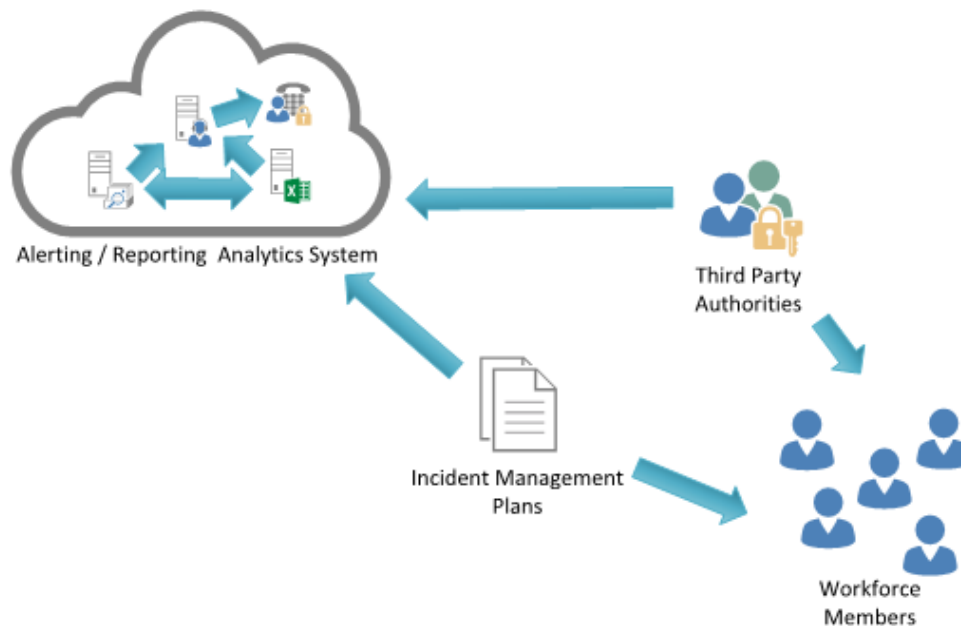 Alerting / Reporting Analytics System
Third Party
Authorities
Incident Management
Plans
Workforce
Members